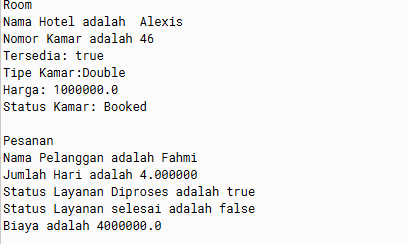 Room
Nama Hotel adalah  Alexis
Nomor Kamar adalah 46
Tersedia: true
Tipe Kamar:Double
Harga: 1000000.0
Status Kamar: Booked

Pesanan
Nama Pelanggan adalah Fahmi
Jumlah Hari adalah 4.000000
Status Layanan Diproses adalah true
Status Layanan selesai adalah false
Biaya adalah 4000000.0